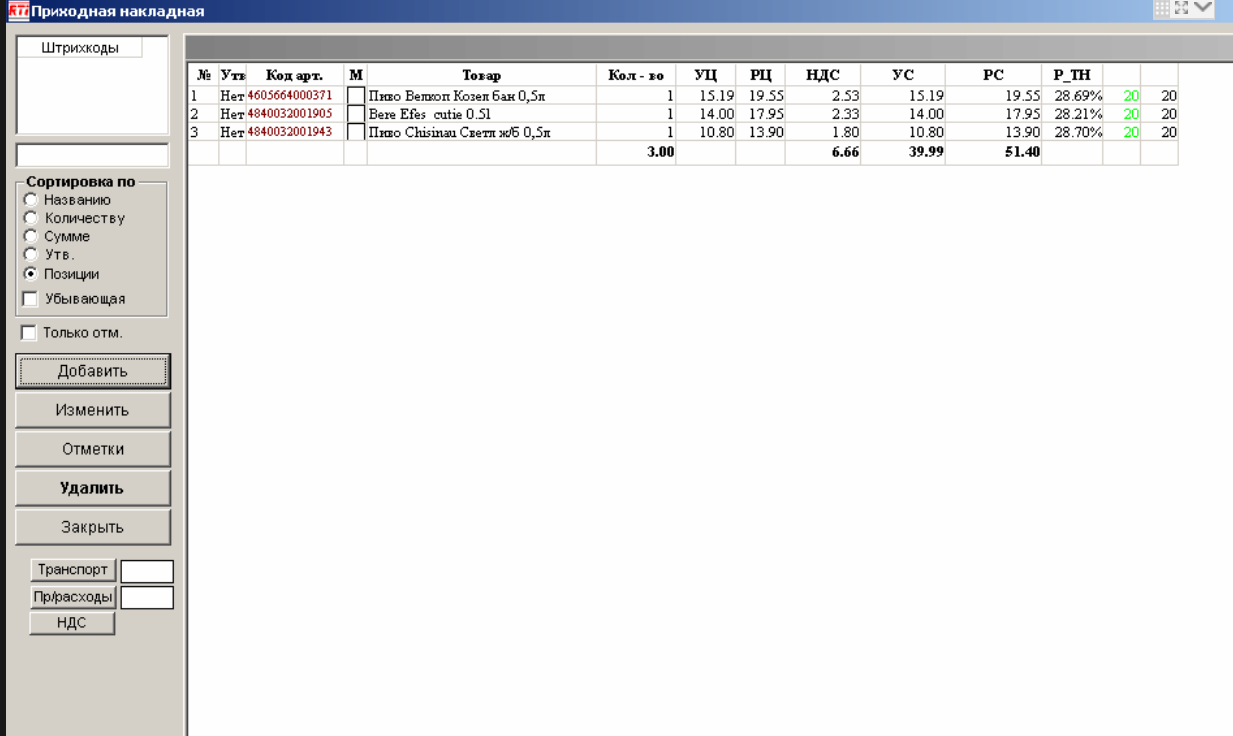 Приходная накладная
Штрихкоды
№ Утв Код арт. М Товар Кол - во УЦ РЦ НДС УС РС Р_ТН
1 Нет 4605664000371 Пиво Велкоп Козел бан 0,5л 1 15.19 19.55 2.53 15.19 19.55 28.69% 20 20
2 Нет 4840032001905 Bere Efes cutie 0.5l 1 14.00 17.95 2.33 14.00 17.95 28.21% 20 20
3 Нет 4840032001943 Пиво Chisinau Светл ж/б 0,5л 1 10.80 13.90 1.80 10.80 13.90 28.70% 20 20
3.00 6.66 39.99 51.40
Сортировка по
Названию
Количеству
Сумме
Утв.
Позиции
Убывающая
Только отм.
Добавить
Изменить
Отметки
Удалить
Закрыть
Транспорт
Пр/расходы
НДС